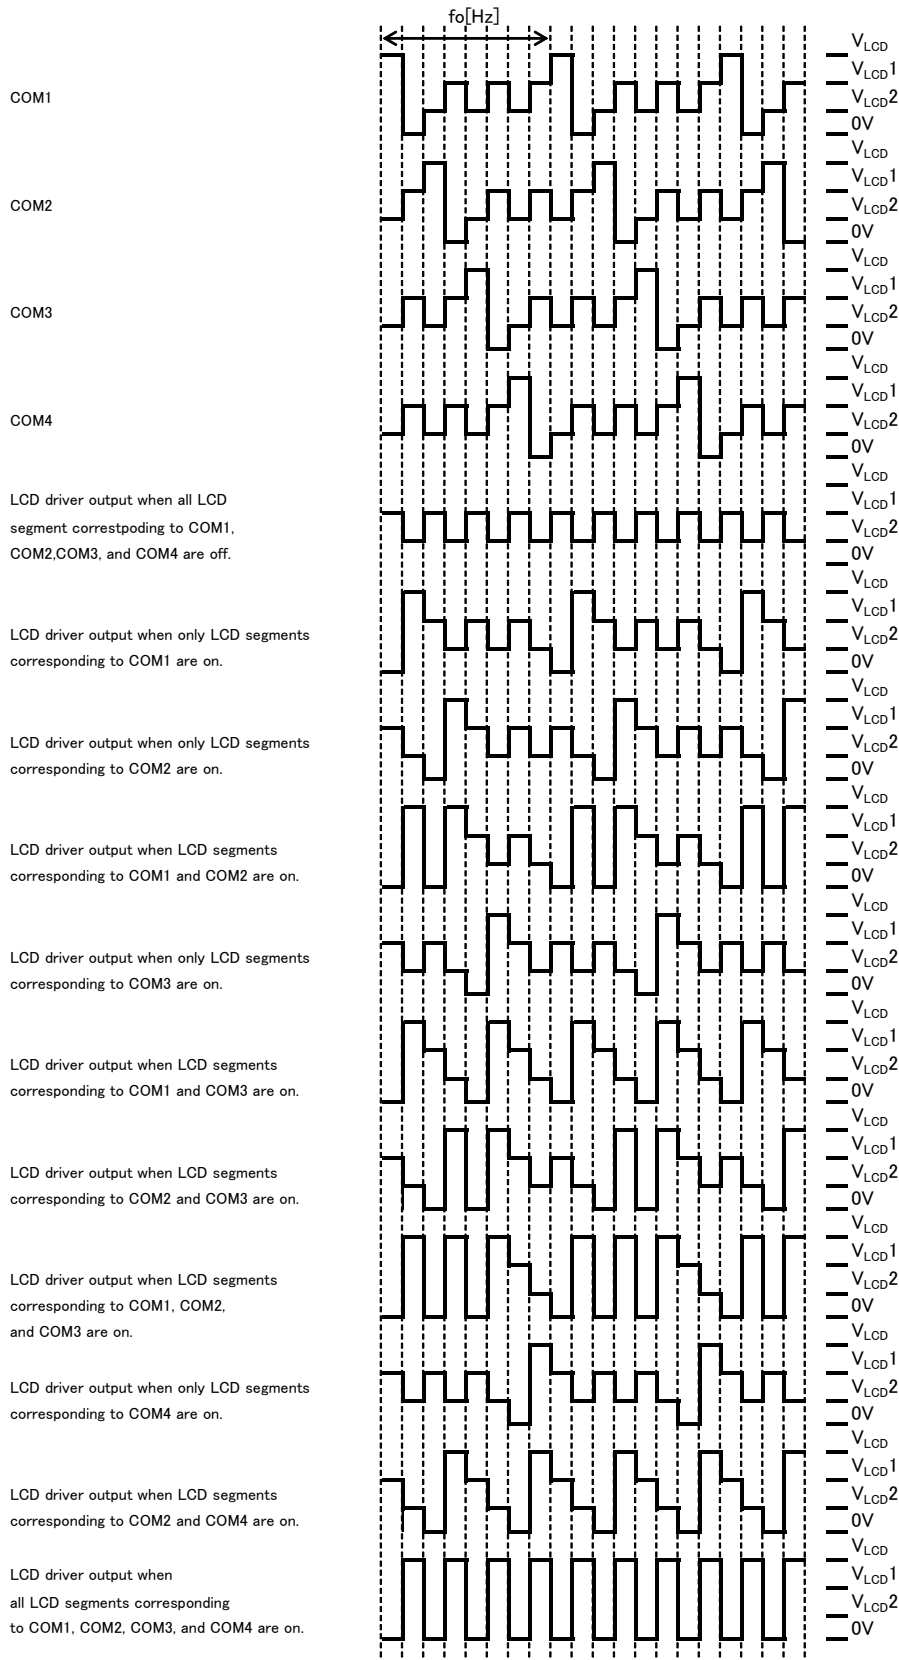 fo[Hz]
COM1
VLCD
VLCD1
VLCD2
0V
COM2
VLCD
VLCD1
VLCD2
0V
COM3
VLCD
VLCD1
VLCD2
0V
COM4
VLCD
VLCD1
VLCD2
0V
LCD driver output when all LCD
segment correstpoding to COM1,
COM2,COM3, and COM4 are off.
VLCD
VLCD1
VLCD2
0V
LCD driver output when only LCD segments
corresponding to COM1 are on.
VLCD
VLCD1
VLCD2
0V
LCD driver output when only LCD segments
corresponding to COM2 are on.
VLCD
VLCD1
VLCD2
0V
LCD driver output when LCD segments
corresponding to COM1 and COM2 are on.
VLCD
VLCD1
VLCD2
0V
LCD driver output when only LCD segments
corresponding to COM3 are on.
VLCD
VLCD1
VLCD2
0V
LCD driver output when LCD segments
corresponding to COM1 and COM3 are on.
VLCD
VLCD1
VLCD2
0V
LCD driver output when LCD segments
corresponding to COM2 and COM3 are on.
VLCD
VLCD1
VLCD2
0V
LCD driver output when LCD segments
corresponding to COM1, COM2,
and COM3 are on.
VLCD
VLCD1
VLCD2
0V
LCD driver output when only LCD segments
corresponding to COM4 are on.
VLCD
VLCD1
VLCD2
0V
LCD driver output when LCD segments
corresponding to COM2 and COM4 are on.
VLCD
VLCD1
VLCD2
0V
LCD driver output when
all LCD segments corresponding
to COM1, COM2, COM3, and COM4 are on.
VLCD
VLCD1
VLCD2
0V